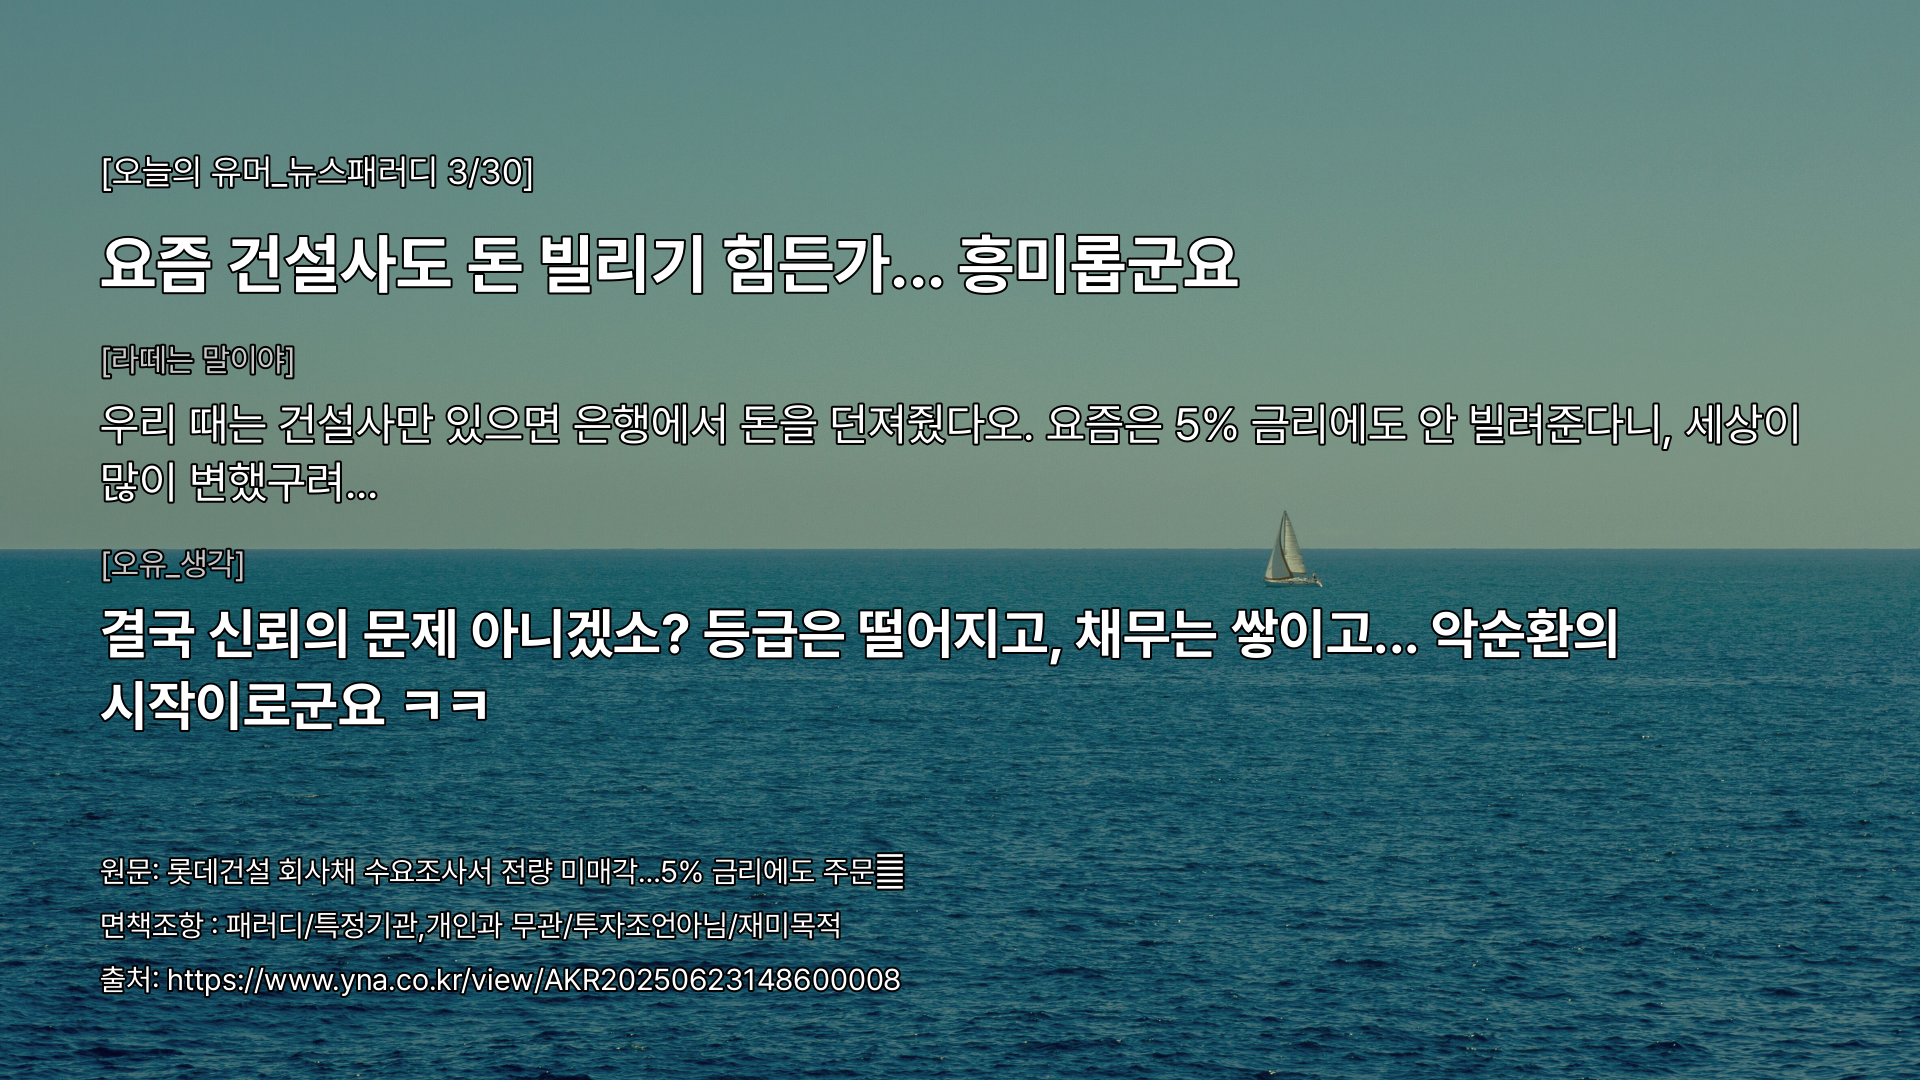 [오늘의 유머_뉴스패러디 3/30]
요즘 건설사도 돈 빌리기 힘든가... 흥미롭군요
[라떼는 말이야]
우리 때는 건설사만 있으면 은행에서 돈을 던져줬다오. 요즘은 5% 금리에도 안 빌려준다니, 세상이
많이 변했구려...
[오유_생각]
결국 신뢰의 문제 아니겠소? 등급은 떨어지고, 채무는 쌓이고... 악순환의
시작이로군요 ㅋㅋ
원문: 롯데건설 회사채 수요조사서 전량 미매각...5% 금리에도 주문
면책조항 : 패러디/특정기관,개인과 무관/투자조언아님/재미목적
출처: https://www.yna.co.kr/view/AKR20250623148600008